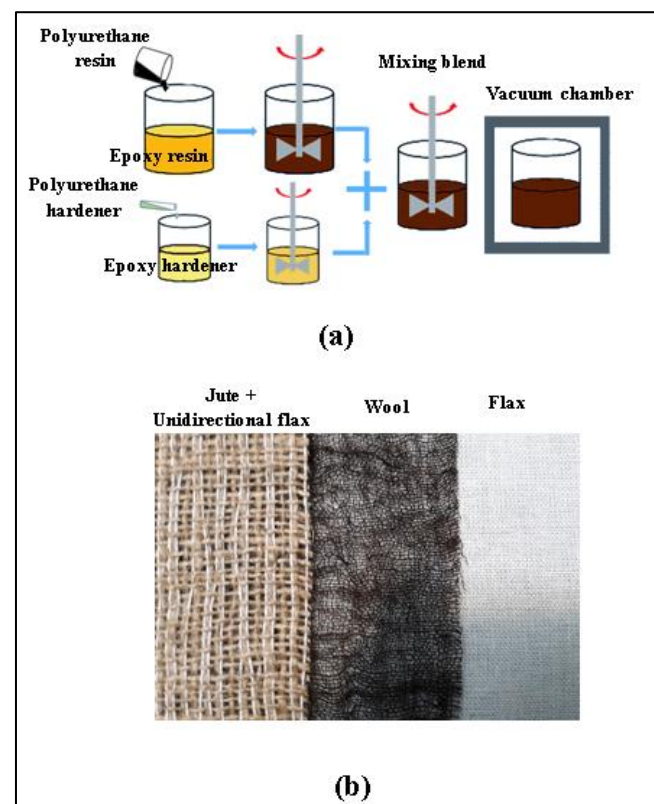 Polyurethane
resin
Epoxy resin
Polyurethane
hardener
Epoxy hardener
Mixing blend
Vacuum chamber
(a)
Jute +
Unidirectional flax
Wool
Flax
(b)